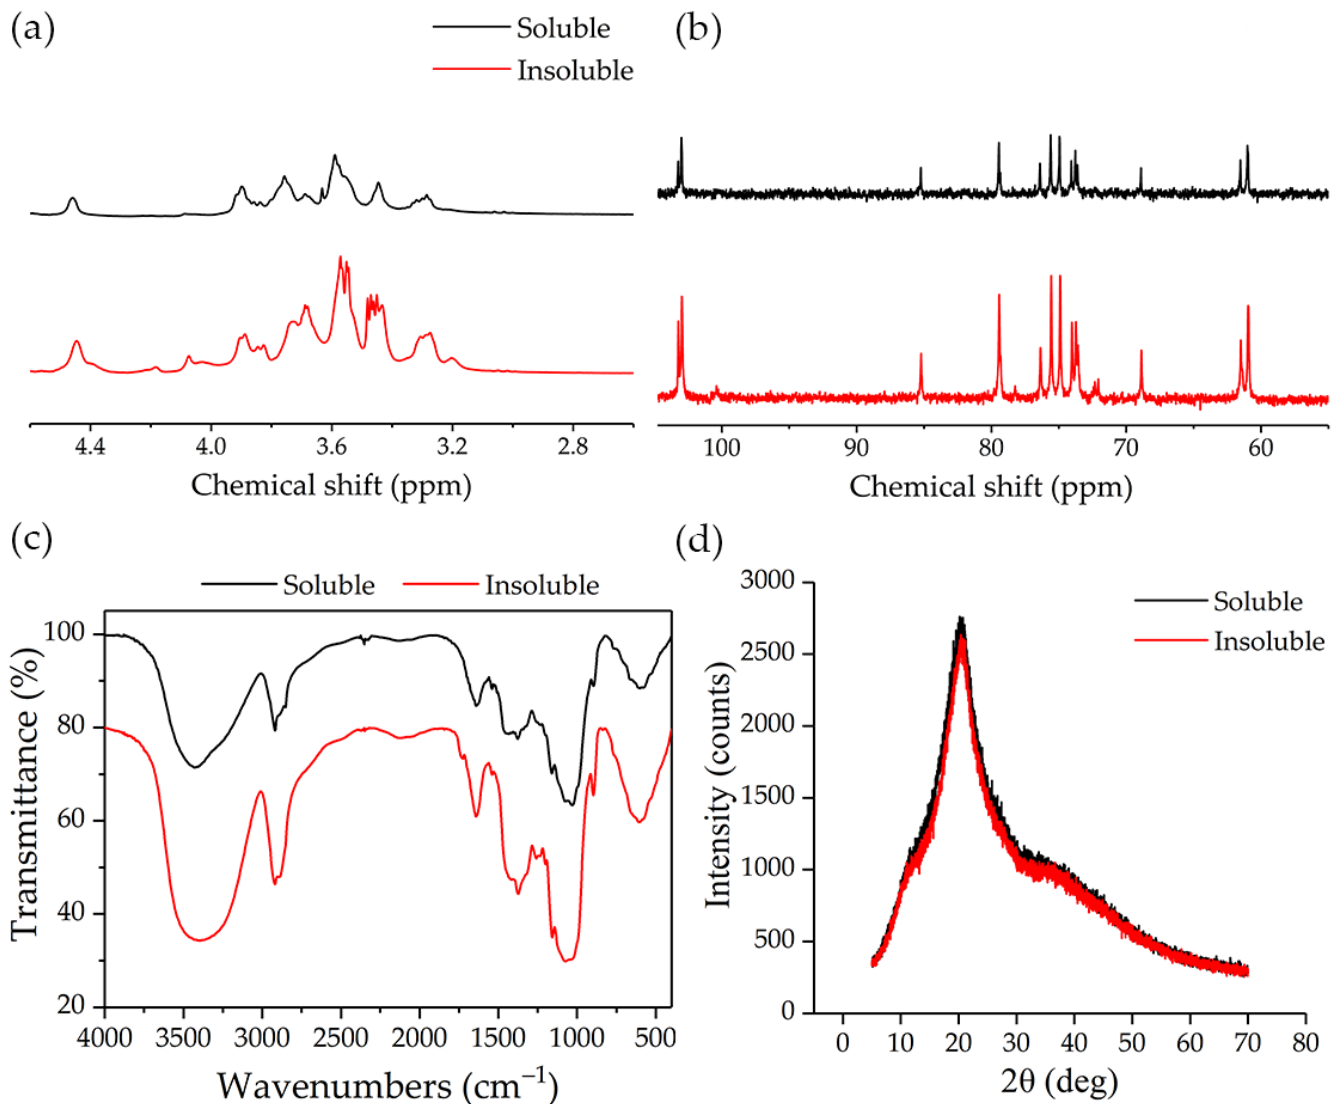 (a)
Soluble
Insoluble
4.4 4.0 3.6 3.2 2.8
Chemical shift (ppm)
(b)
100 90 80 70 60
Chemical shift (ppm)
(c)
Soluble Insoluble
Transmittance (%)
100
80
60
40
20
4000 3500 3000 2500 2000 1500 1000 500
Wavenumbers (cm⁻¹)
(d)
Soluble
Insoluble
Intensity (counts)
3000
2500
2000
1500
1000
500
0
0 10 20 30 40 50 60 70 80
2θ (deg)